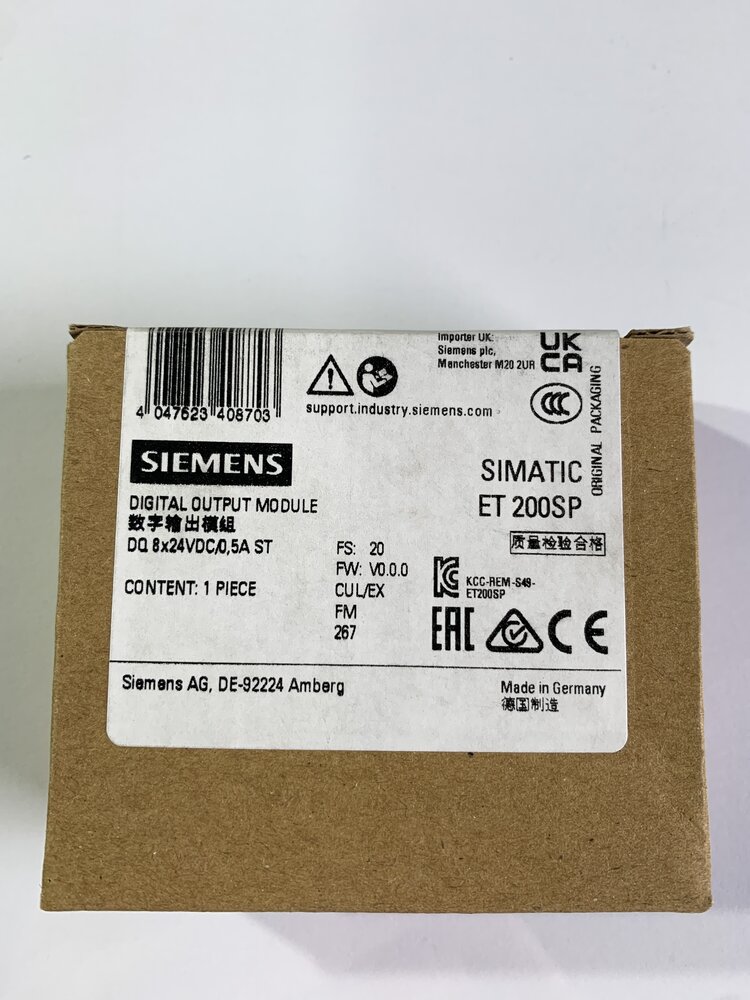 4 047623 408703
support.industry.siemens.com
Importer UK:
Siemens plc,
Manchester M20 2UR
UK
CA
CCC
ORIGINAL PACKAGING
SIEMENS
SIMATIC
ET 200SP
DIGITAL OUTPUT MODULE
数字输出模组
DQ 8x24VDC/0,5A ST
CONTENT: 1 PIECE
FS: 20
FW: V0.0.0
CUL/EX
FM
267
质量检验合格
KCC-REM-S49-
ET200SP
EAC CE
Siemens AG, DE-92224 Amberg
Made in Germany
德国制造